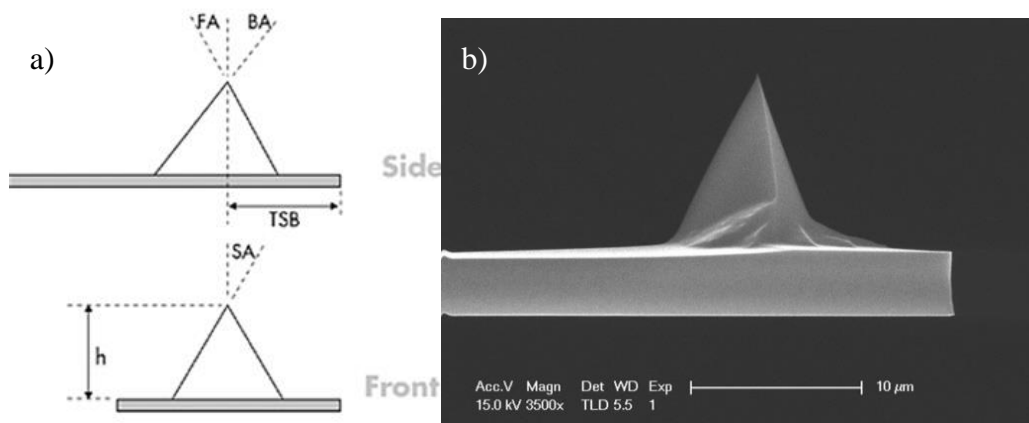 a)
FA BA
Side
TSB
SA
h
Front
b)
Acc.V Magn Det WD Exp
15.0 kV 3500x TLD 5.5 1
10 μm